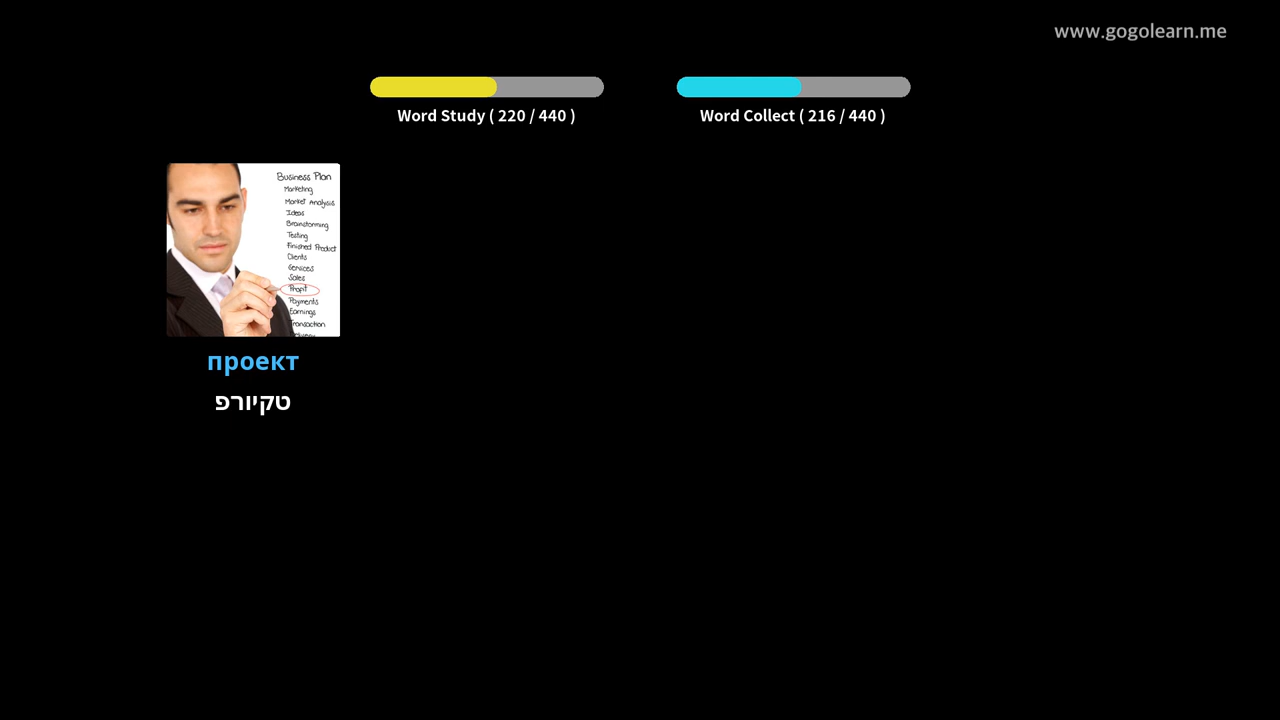 www.gogolearn.me
Word Study ( 220 / 440 )
Word Collect ( 216 / 440 )
Business Plan
Marketing
Market Analysis
Ideas
Brainstorming
Testing
Finished Product
Clients
Services
Sales
Profit
Payments
Earnings
Transaction
Delivery
проект
טקיורפ